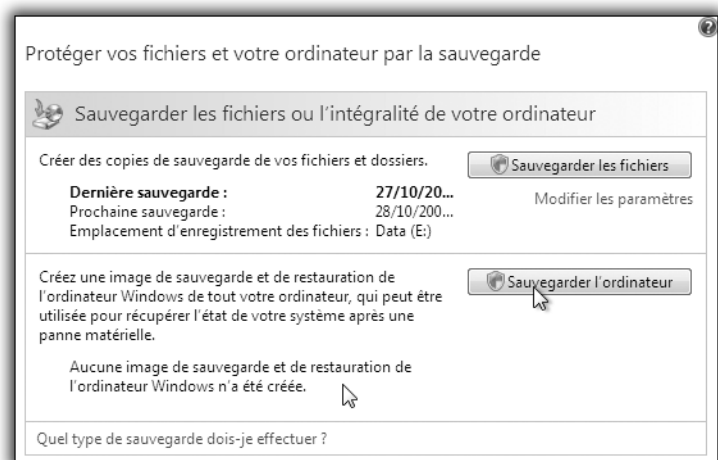 Protéger vos fichiers et votre ordinateur par la sauvegarde
Sauvegarder les fichiers ou l'intégralité de votre ordinateur
Créer des copies de sauvegarde de vos fichiers et dossiers.
Sauvegarder les fichiers
Dernière sauvegarde : 27/10/20...
Modifier les paramètres
Prochaine sauvegarde : 28/10/200...
Emplacement d'enregistrement des fichiers : Data (E:)
Créez une image de sauvegarde et de restauration de
l'ordinateur Windows de tout votre ordinateur, qui peut être
utilisée pour récupérer l'état de votre système après une
panne matérielle.
Sauvegarder l'ordinateur
Aucune image de sauvegarde et de restauration de
l'ordinateur Windows n'a été créée.
Quel type de sauvegarde dois-je effectuer ?